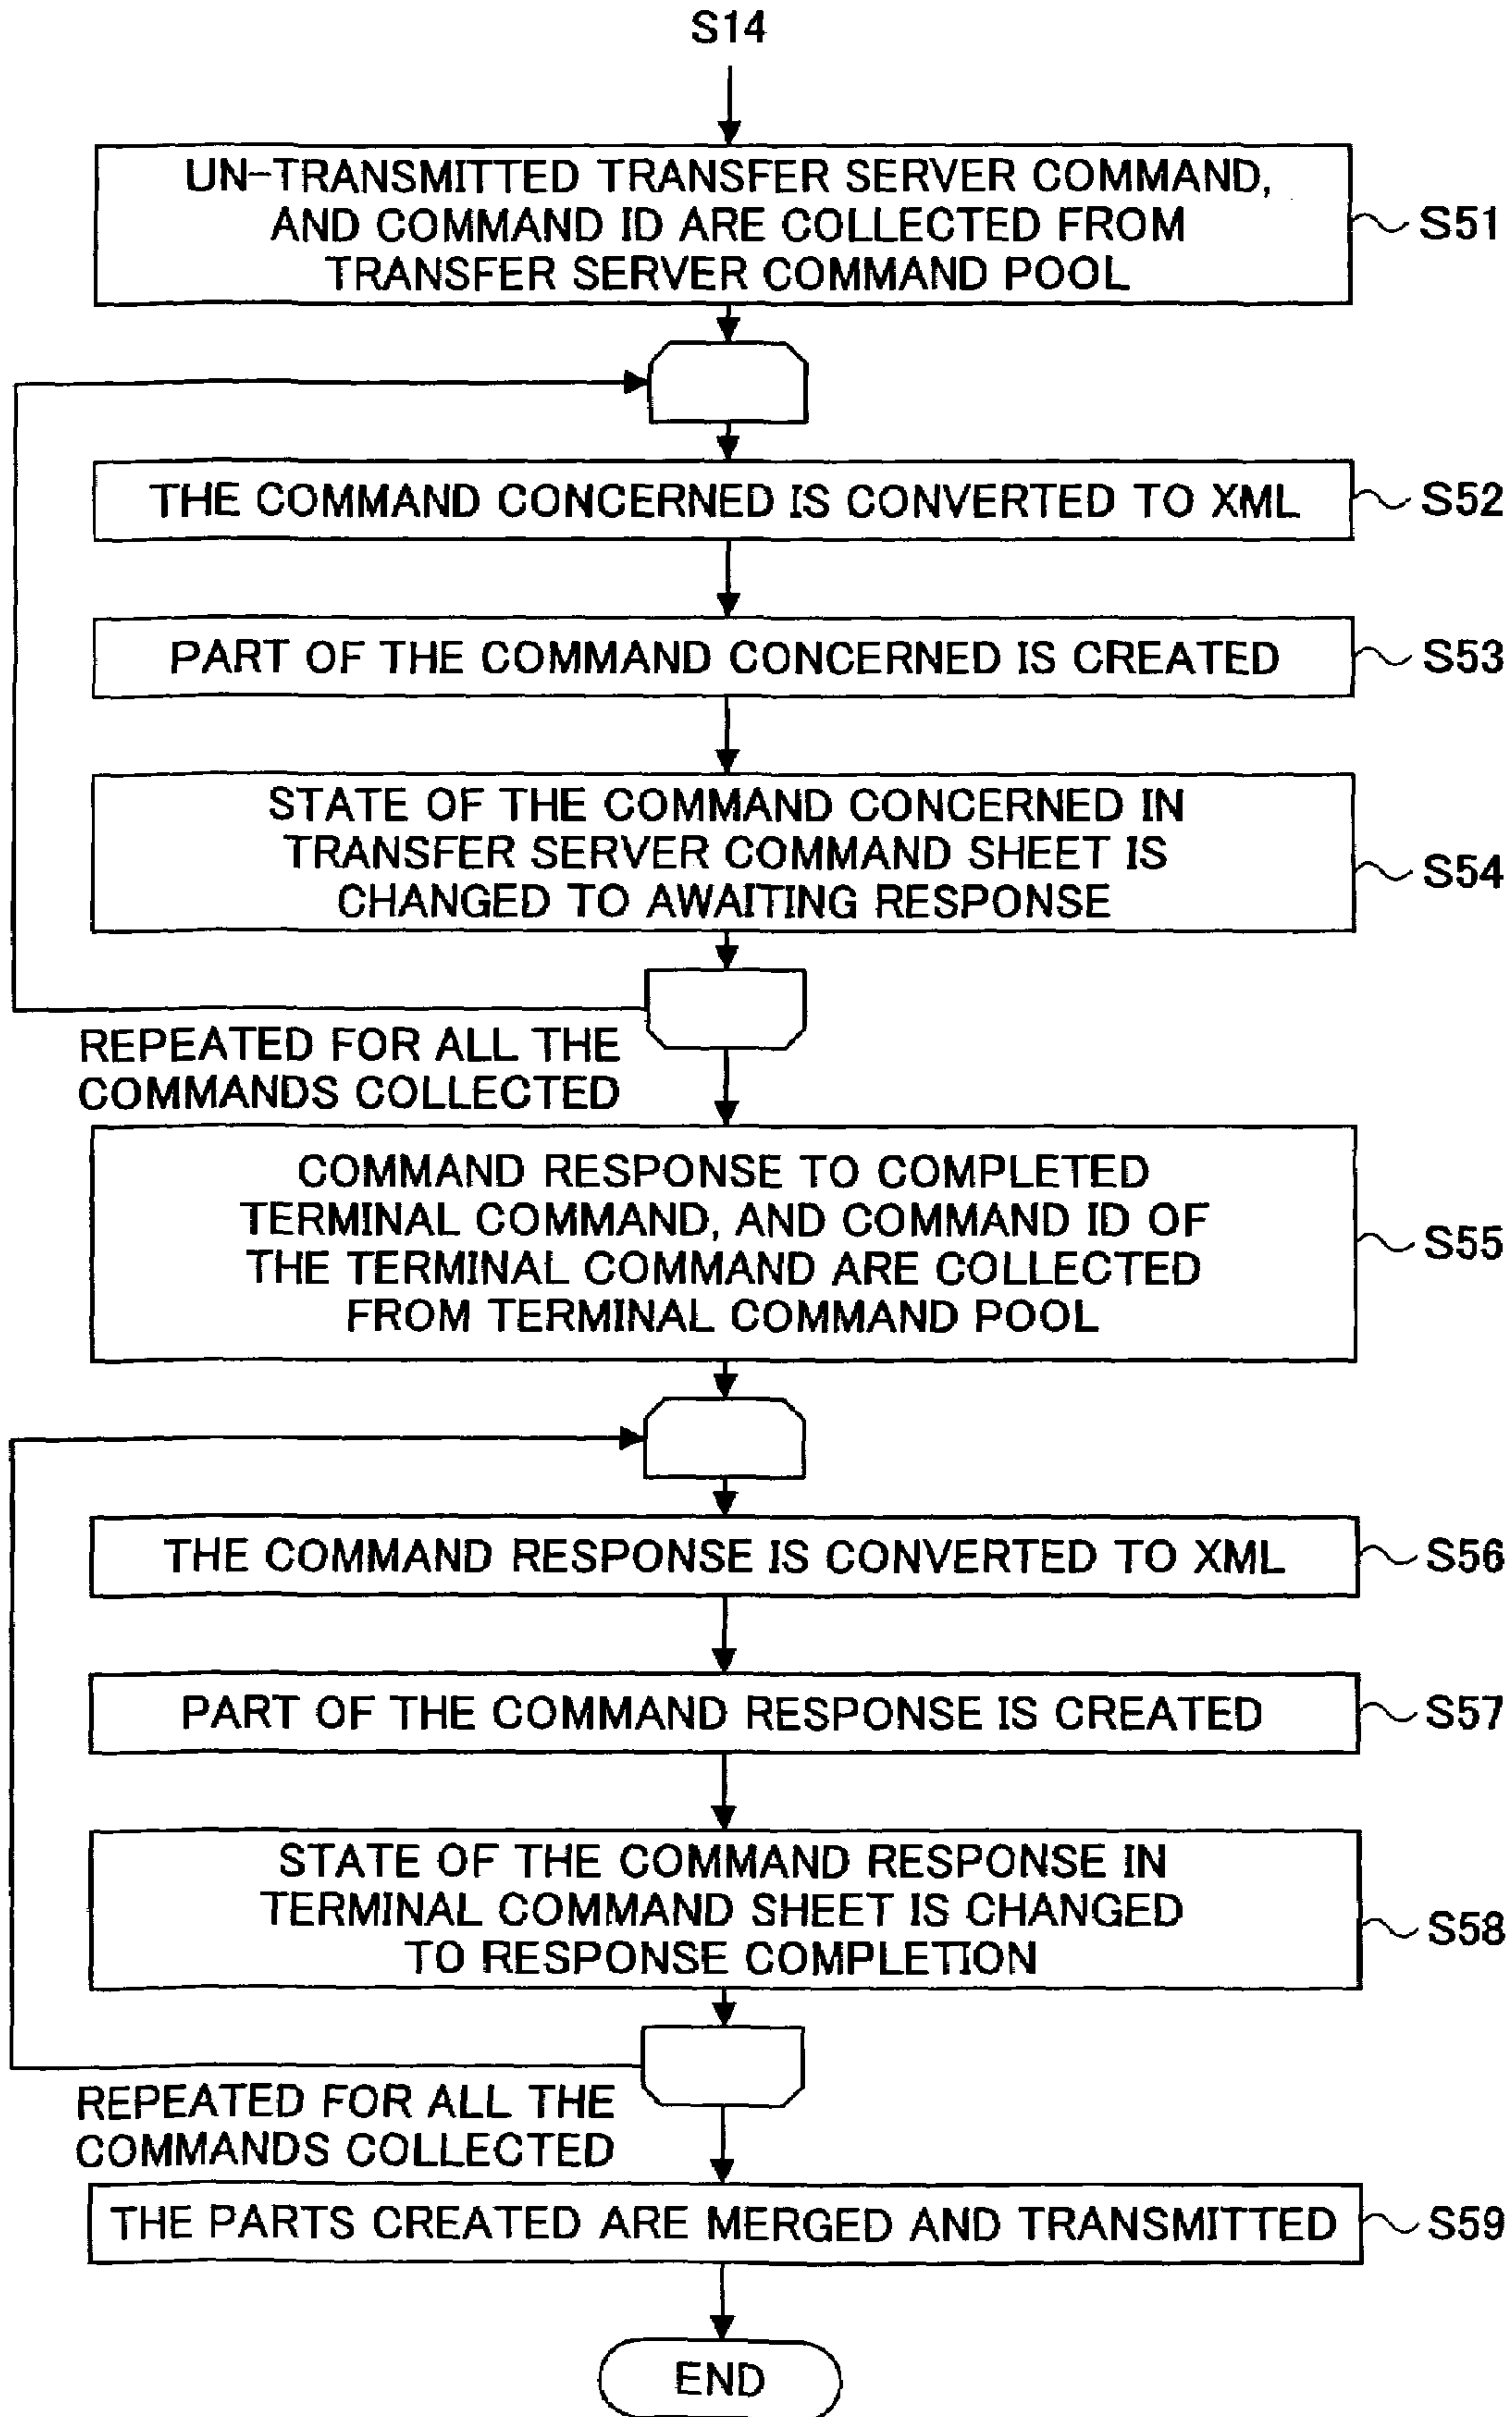 S14
UN-TRANSMITTED TRANSFER SERVER COMMAND,
AND COMMAND ID ARE COLLECTED FROM
TRANSFER SERVER COMMAND POOL
S51
THE COMMAND CONCERNED IS CONVERTED TO XML
S52
PART OF THE COMMAND CONCERNED IS CREATED
S53
STATE OF THE COMMAND CONCERNED IN
TRANSFER SERVER COMMAND SHEET IS
CHANGED TO AWAITING RESPONSE
S54
REPEATED FOR ALL THE
COMMANDS COLLECTED
COMMAND RESPONSE TO COMPLETED
TERMINAL COMMAND, AND COMMAND ID OF
THE TERMINAL COMMAND ARE COLLECTED
FROM TERMINAL COMMAND POOL
S55
THE COMMAND RESPONSE IS CONVERTED TO XML
S56
PART OF THE COMMAND RESPONSE IS CREATED
S57
STATE OF THE COMMAND RESPONSE IN
TERMINAL COMMAND SHEET IS CHANGED
TO RESPONSE COMPLETION
S58
REPEATED FOR ALL THE
COMMANDS COLLECTED
THE PARTS CREATED ARE MERGED AND TRANSMITTED
S59
END